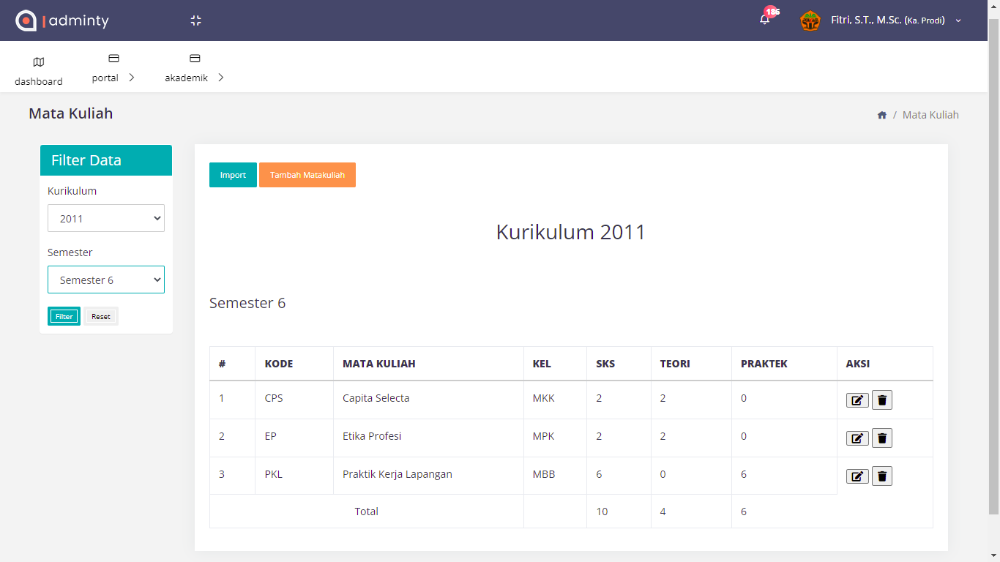 adminty
186
Fitri, S.T., M.Sc. (Ka. Prodi)
dashboard
portal
akademik
Mata Kuliah
/ Mata Kuliah
Filter Data
Kurikulum
2011
Semester
Semester 6
Filter Reset
Import Tambah Matakuliah
Kurikulum 2011
Semester 6
# KODE MATA KULIAH KEL SKS TEORI PRAKTEK AKSI
1 CPS Capita Selecta MKK 2 2 0
2 EP Etika Profesi MPK 2 2 0
3 PKL Praktik Kerja Lapangan MBB 6 0 6
Total 10 4 6